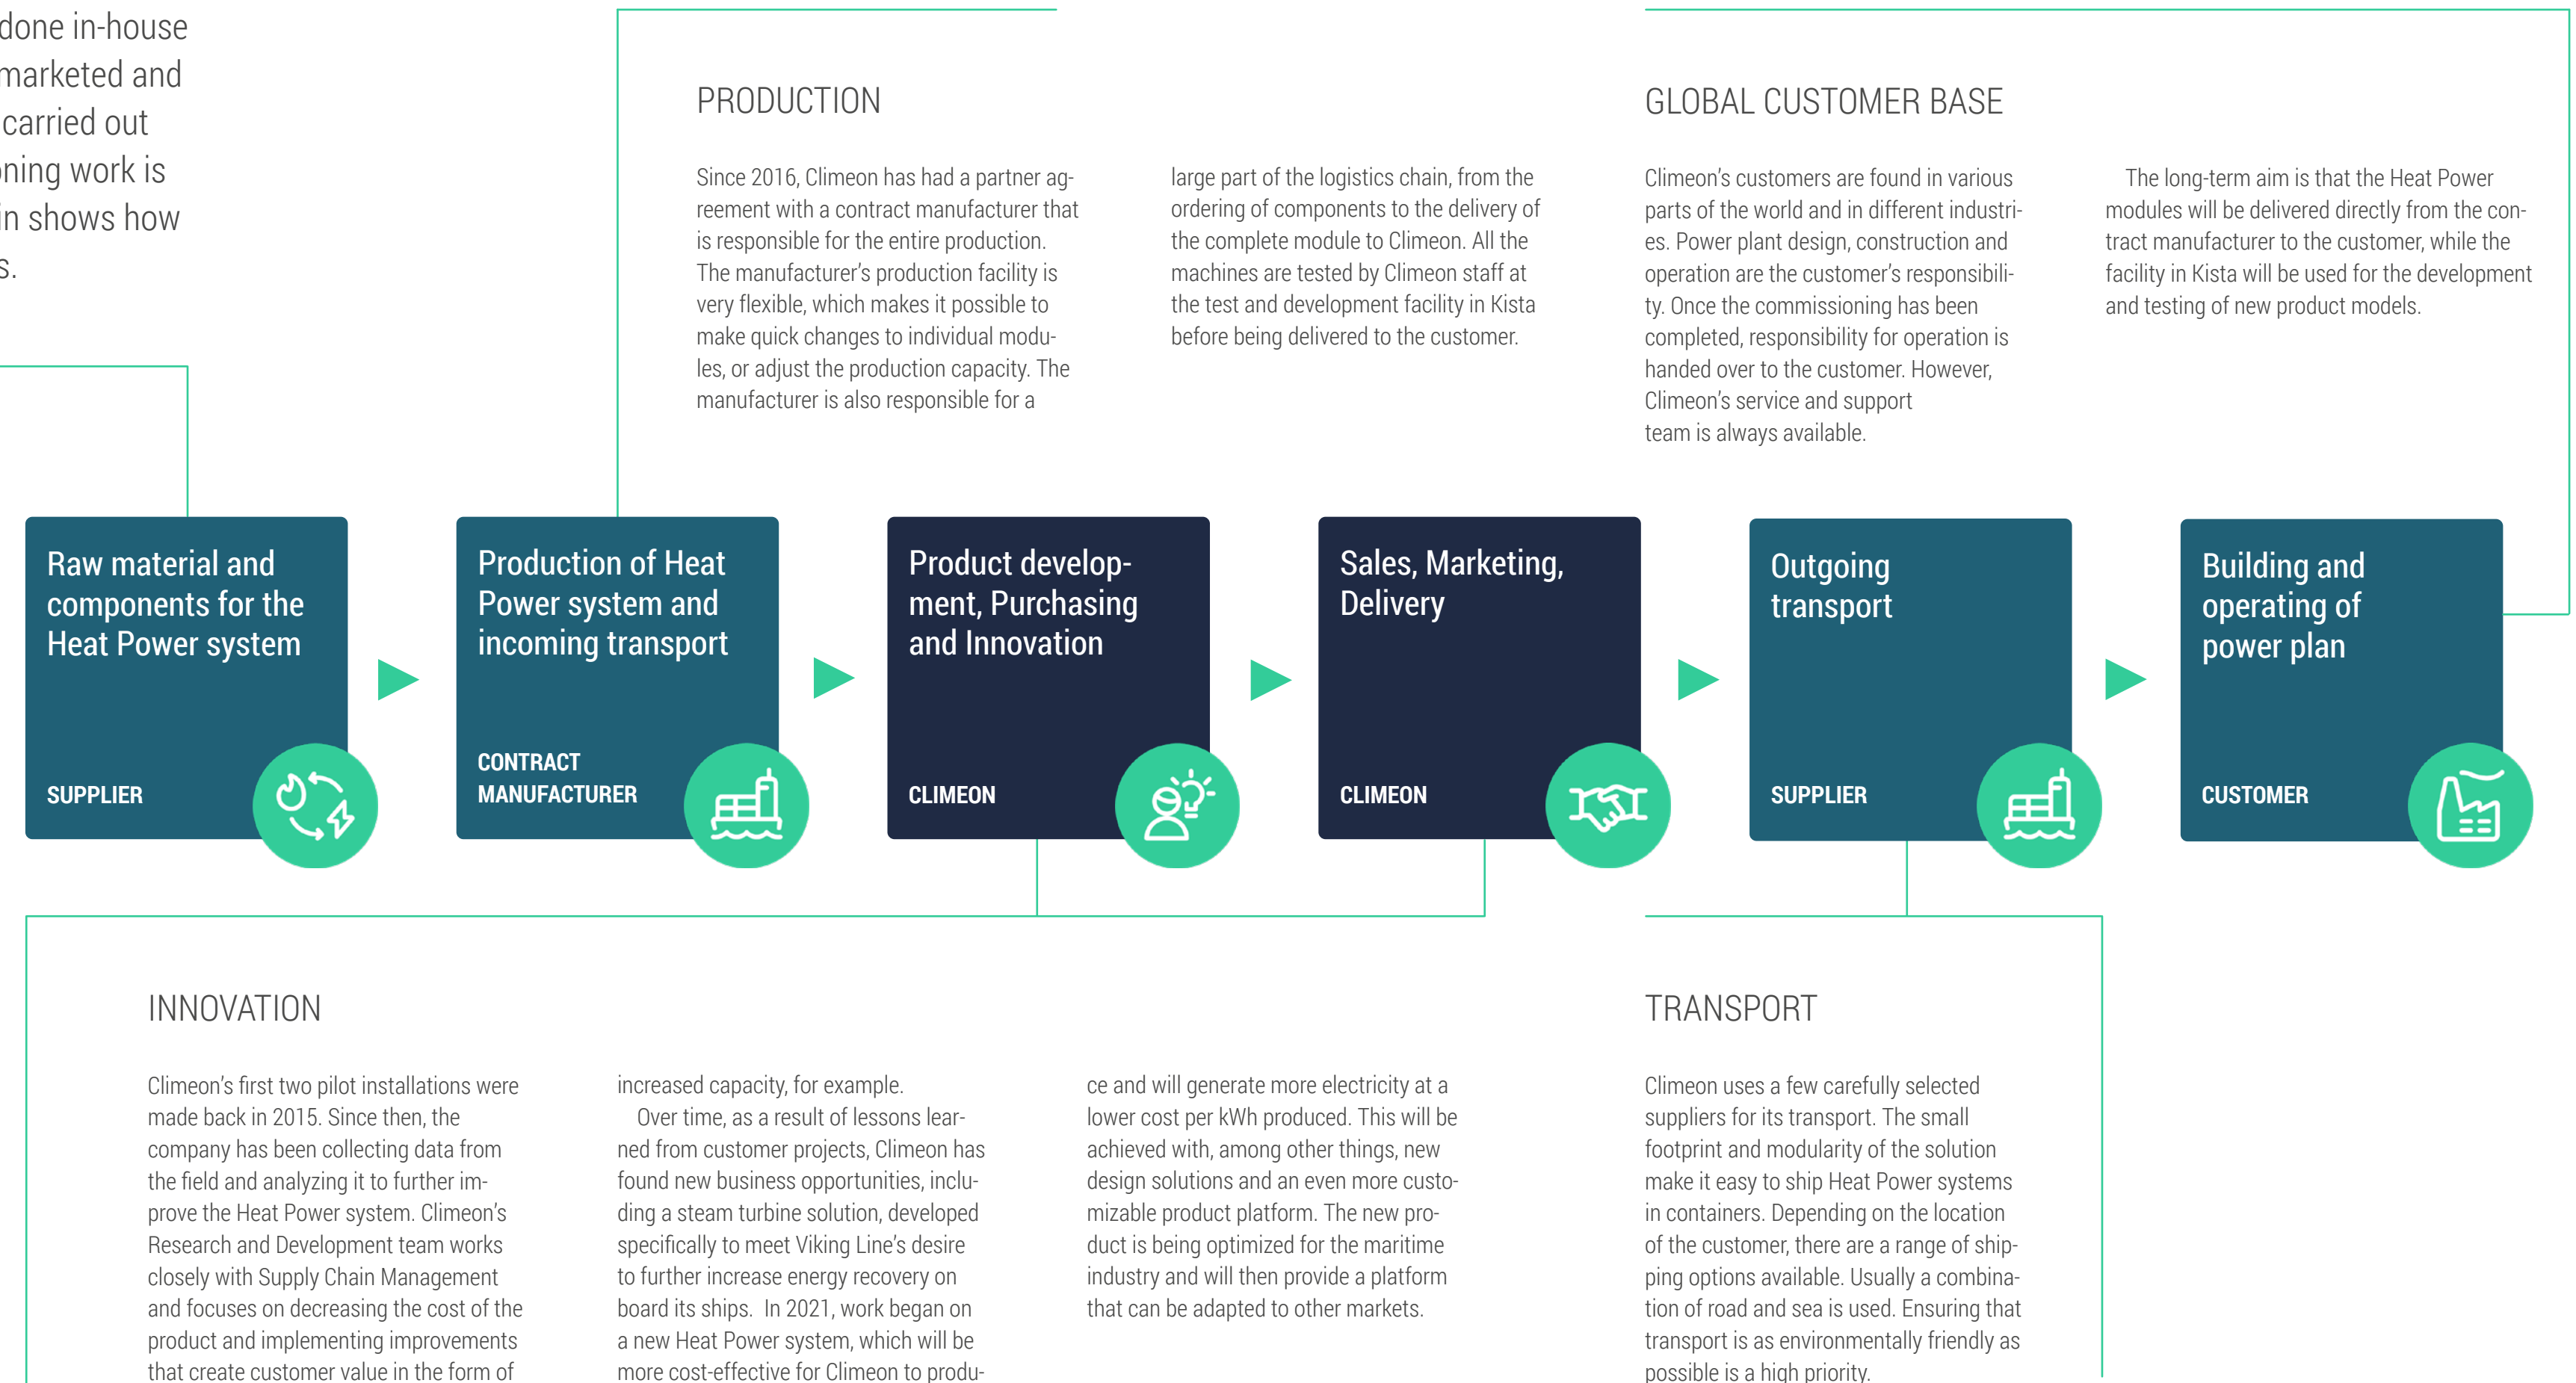 done in-house
marketed and
carried out
ning work is
in shows how
s.
PRODUCTION
Since 2016, Climeon has had a partner ag-
reement with a contract manufacturer that
is responsible for the entire production.
The manufacturer's production facility is
very flexible, which makes it possible to
make quick changes to individual modu-
les, or adjust the production capacity. The
manufacturer is also responsible for a
large part of the logistics chain, from the
ordering of components to the delivery of
the complete module to Climeon. All the
machines are tested by Climeon staff at
the test and development facility in Kista
before being delivered to the customer.
GLOBAL CUSTOMER BASE
Climeon's customers are found in various
parts of the world and in different industri-
es. Power plant design, construction and
operation are the customer's responsibili-
ty. Once the commissioning has been
completed, responsibility for operation is
handed over to the customer. However,
Climeon's service and support
team is always available.
The long-term aim is that the Heat Power
modules will be delivered directly from the con-
tract manufacturer to the customer, while the
facility in Kista will be used for the development
and testing of new product models.
Raw material and
components for the
Heat Power system
SUPPLIER
Production of Heat
Power system and
incoming transport
CONTRACT
MANUFACTURER
Product develop-
ment, Purchasing
and Innovation
CLIMEON
Sales, Marketing,
Delivery
CLIMEON
Outgoing
transport
SUPPLIER
Building and
operating of
power plan
CUSTOMER
INNOVATION
Climeon's first two pilot installations were
made back in 2015. Since then, the
company has been collecting data from
the field and analyzing it to further im-
prove the Heat Power system. Climeon's
Research and Development team works
closely with Supply Chain Management
and focuses on decreasing the cost of the
product and implementing improvements
that create customer value in the form of
increased capacity, for example.
Over time, as a result of lessons lear-
ned from customer projects, Climeon has
found new business opportunities, inclu-
ding a steam turbine solution, developed
specifically to meet Viking Line's desire
to further increase energy recovery on
board its ships. In 2021, work began on
a new Heat Power system, which will be
more cost-effective for Climeon to produ-
ce and will generate more electricity at a
lower cost per kWh produced. This will be
achieved with, among other things, new
design solutions and an even more custo-
mizable product platform. The new pro-
duct is being optimized for the maritime
industry and will then provide a platform
that can be adapted to other markets.
TRANSPORT
Climeon uses a few carefully selected
suppliers for its transport. The small
footprint and modularity of the solution
make it easy to ship Heat Power systems
in containers. Depending on the location
of the customer, there are a range of ship-
ping options available. Usually a combina-
tion of road and sea is used. Ensuring that
transport is as environmentally friendly as
possible is a high priority.